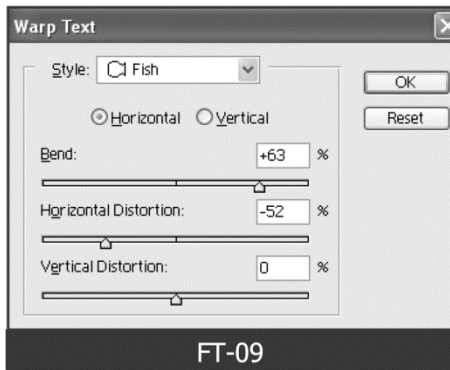 Warp Text
Style: Fish
OK
Horizontal Vertical
Reset
Bend: +63 %
Horizontal Distortion: -52 %
Vertical Distortion: 0 %
FT-09